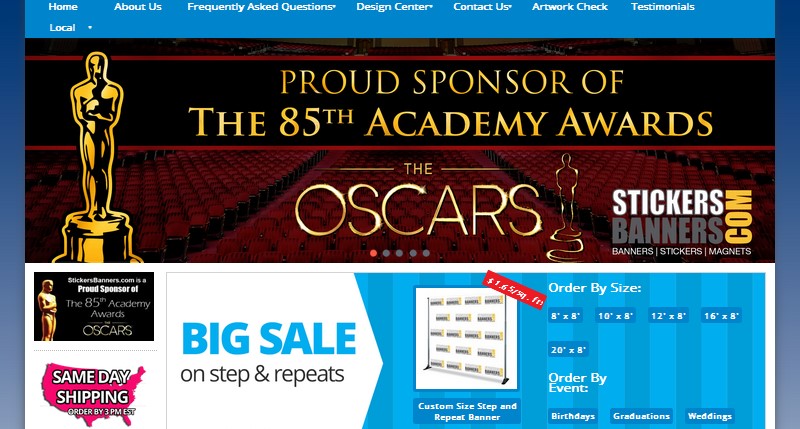 Home About Us Frequently Asked Questions Design Center Contact Us Artwork Check Testimonials
Local
PROUD SPONSOR OF
THE 85TH ACADEMY AWARDS
THE
OSCARS
STICKERS
BANNERS
COM
BANNERS | STICKERS | MAGNETS
StickersBanners.com is a
Proud Sponsor of
The 85th Academy
Awards
THE
OSCARS
SAME DAY
SHIPPING
ORDER BY 3 PM EST
BIG SALE
on step & repeats
$1.65/sq. ft!
Custom Size Step and
Repeat Banner
Order By Size:
8' x 8' 10' x 8' 12' x 8' 16' x 8'
20' x 8'
Order By
Event:
Birthdays Graduations Weddings